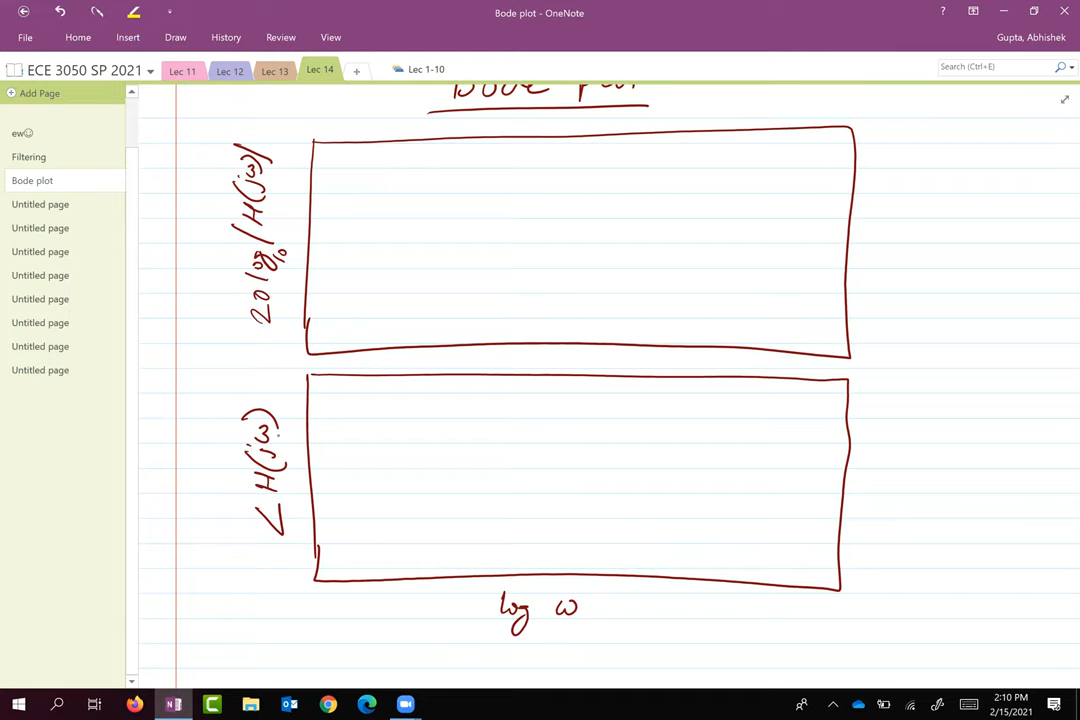 Bode plot - OneNote
?
Gupta, Abhishek
File Home Insert Draw History Review View
ECE 3050 SP 2021 Lec 11 Lec 12 Lec 13 Lec 14 + Lec 1-10
Search (Ctrl+E)
Add Page
ew☺
Filtering
Bode plot
Untitled page
Untitled page
Untitled page
Untitled page
Untitled page
Untitled page
Untitled page
Untitled page
Bode plot
20 log10 |H(jω)|
∠H(jω)
log ω
2:10 PM
2/15/2021